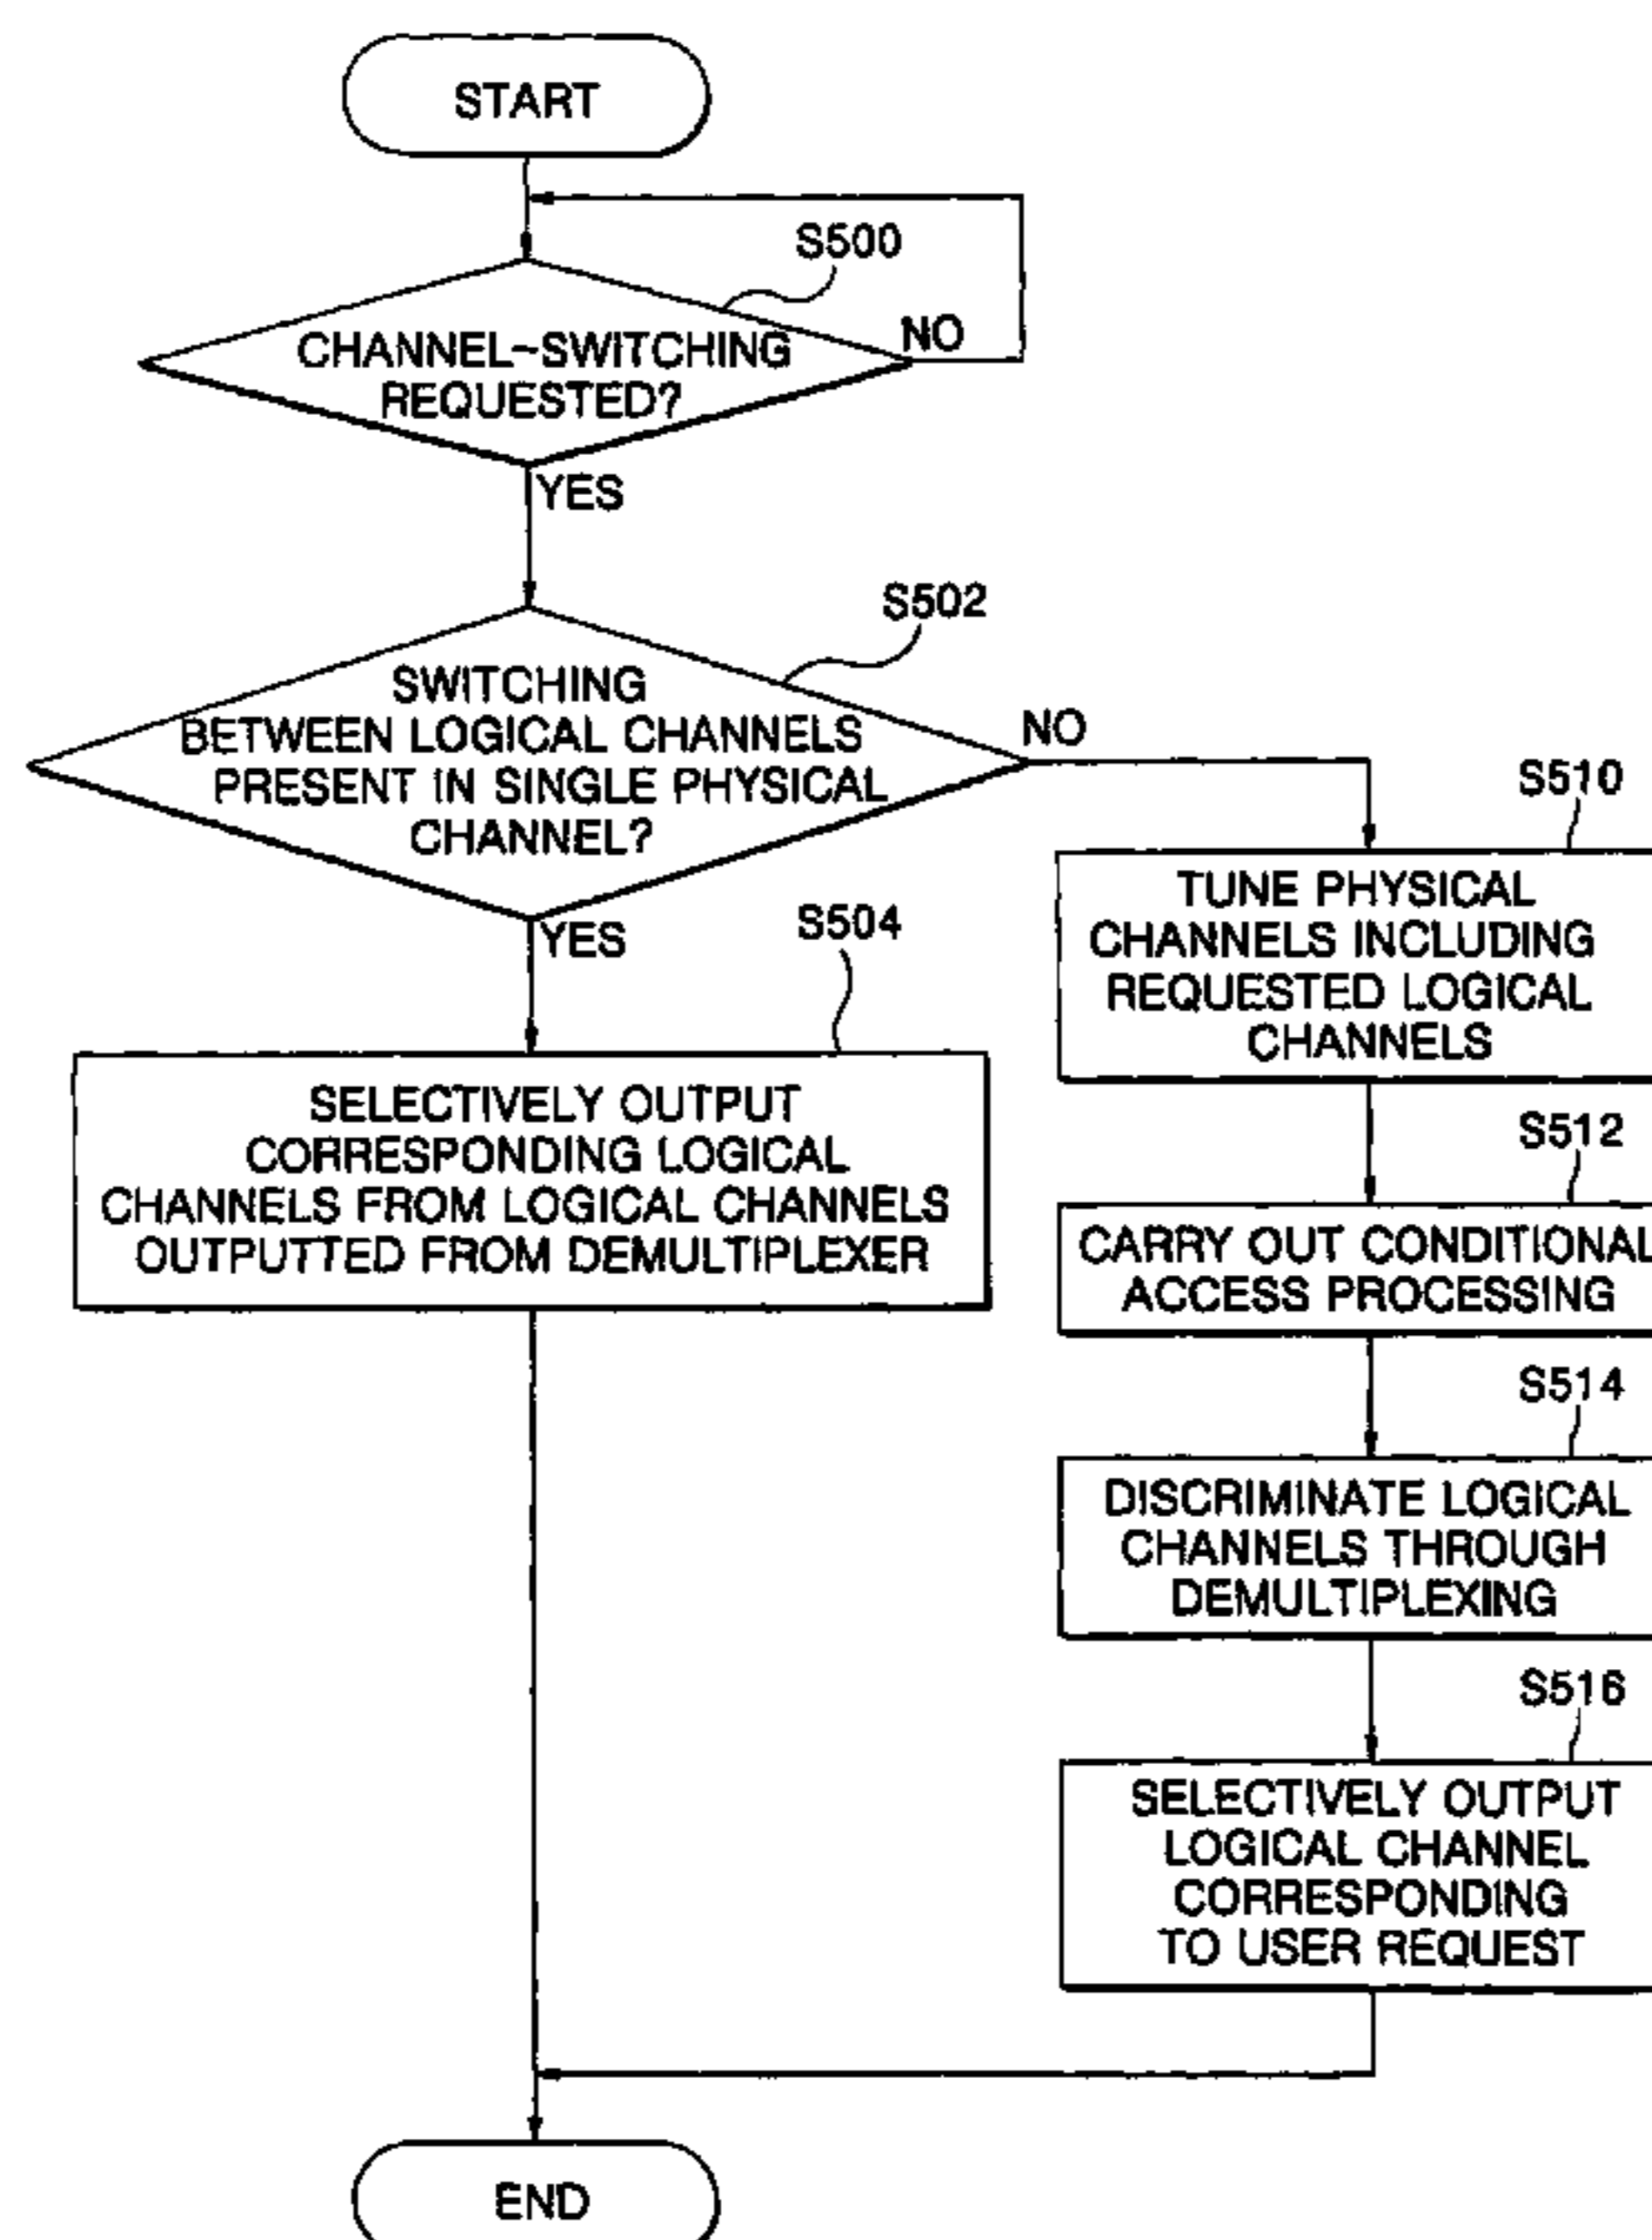 START
S500
CHANNEL-SWITCHING
REQUESTED?
NO
YES
S502
SWITCHING
BETWEEN LOGICAL CHANNELS
PRESENT IN SINGLE PHYSICAL
CHANNEL?
NO
YES
S504
SELECTIVELY OUTPUT
CORRESPONDING LOGICAL
CHANNELS FROM LOGICAL CHANNELS
OUTPUTTED FROM DEMULTIPLEXER
S510
TUNE PHYSICAL
CHANNELS INCLUDING
REQUESTED LOGICAL
CHANNELS
S512
CARRY OUT CONDITIONAL
ACCESS PROCESSING
S514
DISCRIMINATE LOGICAL
CHANNELS THROUGH
DEMULTIPLEXING
S516
SELECTIVELY OUTPUT
LOGICAL CHANNEL
CORRESPONDING
TO USER REQUEST
END